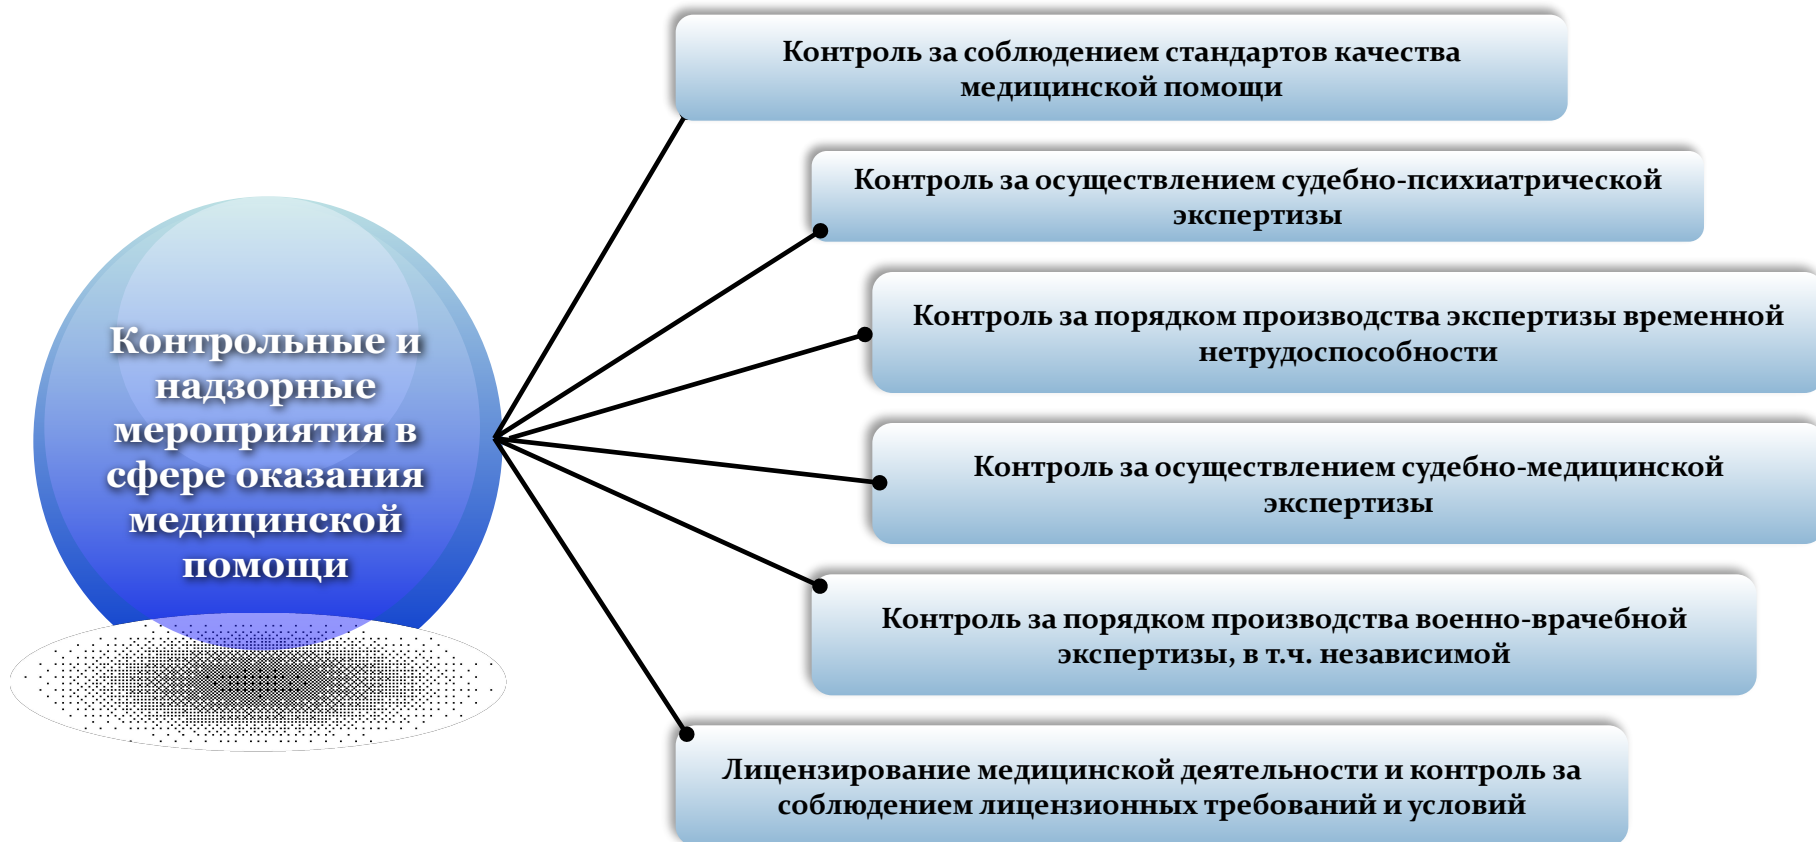 Контрольные и
надзорные
мероприятия в
сфере оказания
медицинской
помощи
Контроль за соблюдением стандартов качества
медицинской помощи
Контроль за осуществлением судебно-психиатрической
экспертизы
Контроль за порядком производства экспертизы временной
нетрудоспособности
Контроль за осуществлением судебно-медицинской
экспертизы
Контроль за порядком производства военно-врачебной
экспертизы, в т.ч. независимой
Лицензирование медицинской деятельности и контроль за
соблюдением лицензионных требований и условий